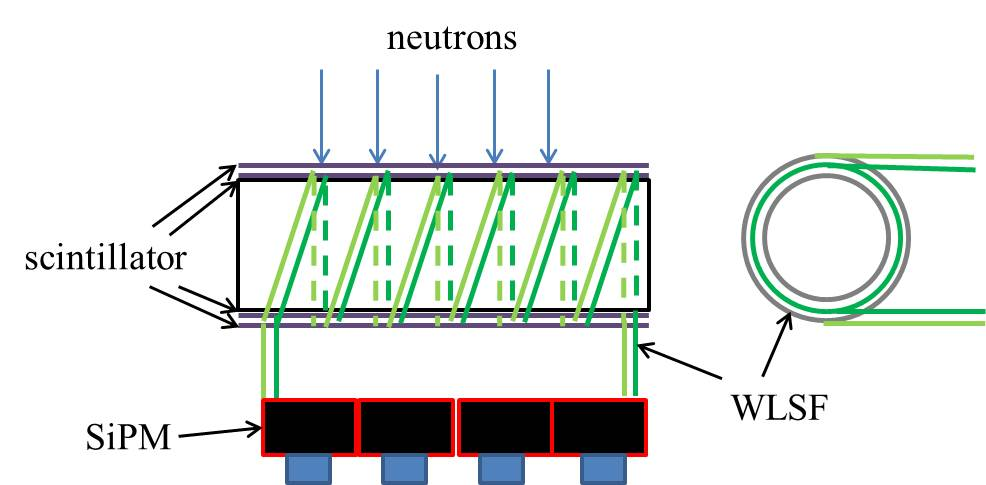 neutrons
scintillator
WLSF
SiPM